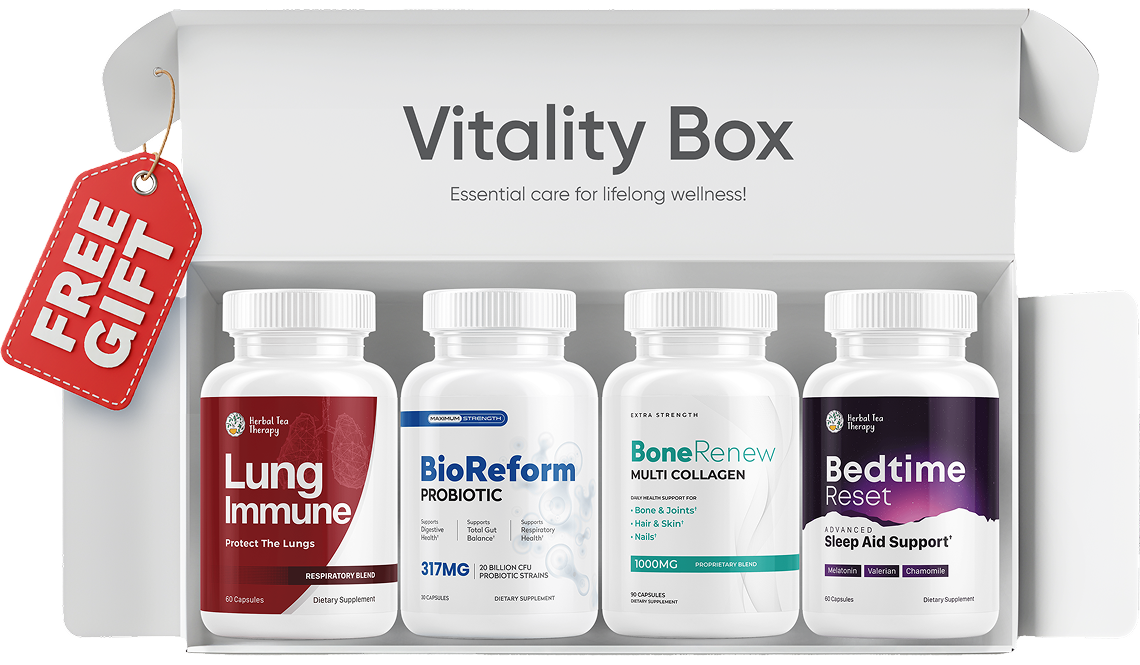 Vitality Box
Essential care for lifelong wellness!
FREE
GIFT
Herbal Tea
Therapy
Lung
Immune
Protect The Lungs
RESPIRATORY BLEND
60 Capsules
Dietary Supplement
MAXIMUM STRENGTH
BioReform
PROBIOTIC
Supports
Digestive
Health†
Supports
Total Gut
Balance†
Supports
Respiratory
Health†
317MG
20 BILLION CFU
PROBIOTIC STRAINS
30 CAPSULES
DIETARY SUPPLEMENT
EXTRA STRENGTH
BoneRenew
MULTI COLLAGEN
DAILY HEALTH SUPPORT FOR
• Bone & Joints†
• Hair & Skin†
• Nails†
1000MG PROPRIETARY BLEND
90 CAPSULES
DIETARY SUPPLEMENT
Herbal Tea
Therapy
Bedtime
Reset
ADVANCED
Sleep Aid Support†
Melatonin Valerian Chamomile
60 Capsules
Dietary Supplement